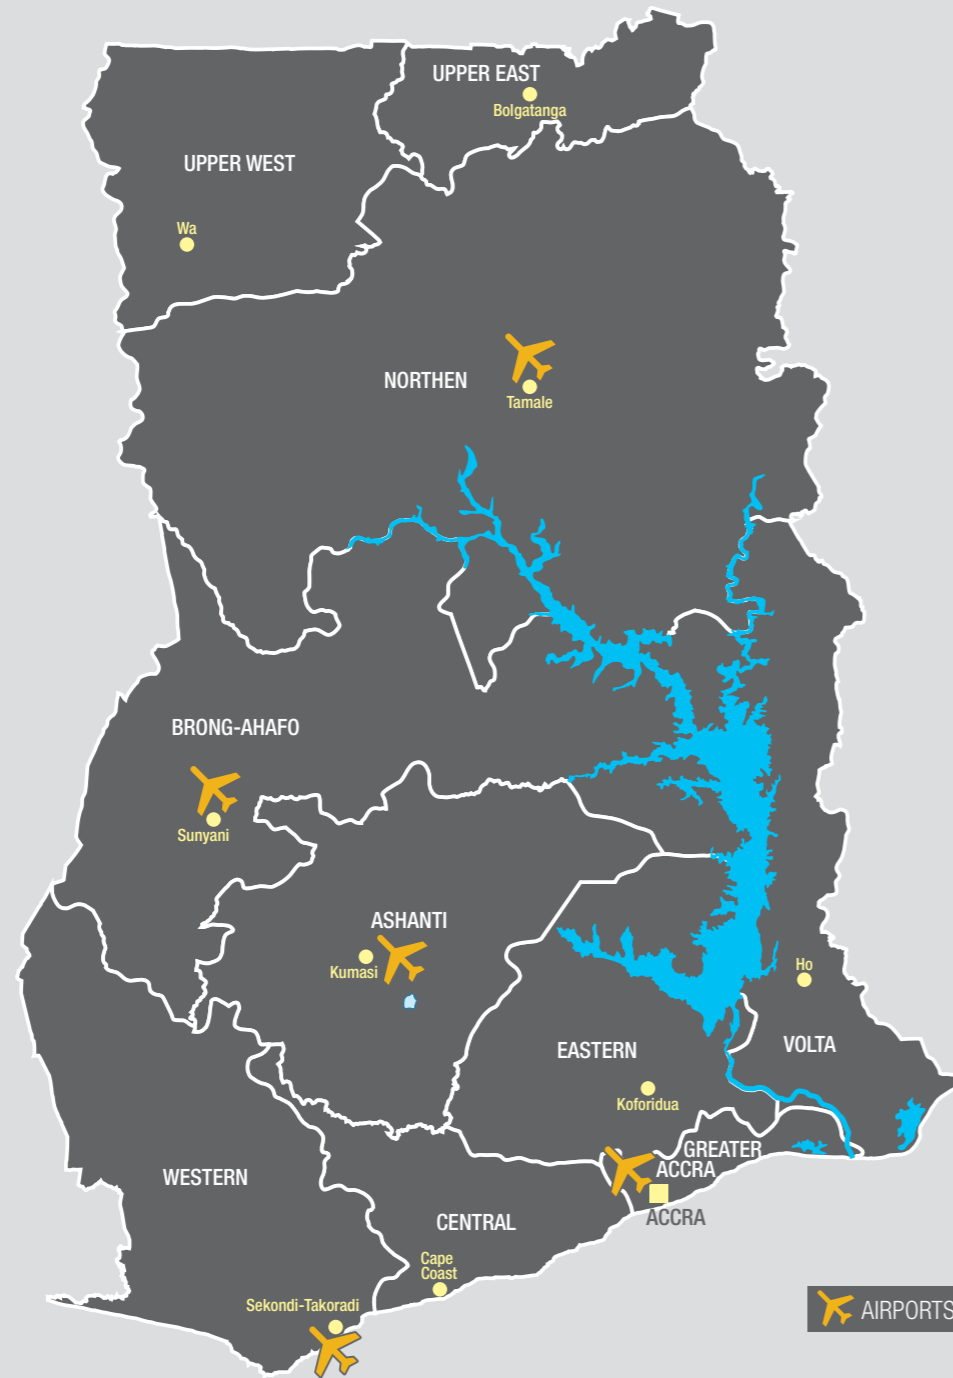 UPPER EAST
Bolgatanga
UPPER WEST
Wa
NORTHEN
Tamale
BRONG-AHAFO
Sunyani
ASHANTI
Kumasi
Ho
EASTERN
VOLTA
Koforidua
GREATER
ACCRA
ACCRA
WESTERN
CENTRAL
Cape
Coast
Sekondi-Takoradi
AIRPORTS